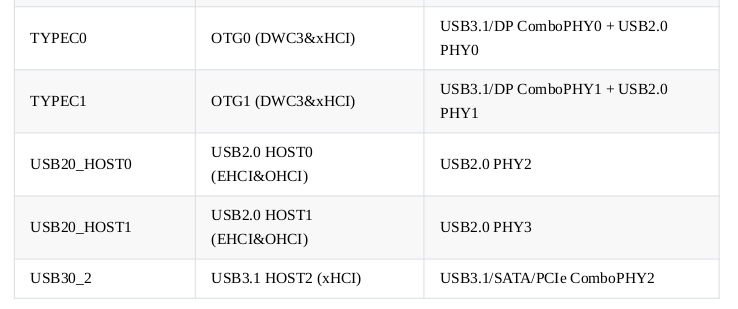 TYPEC0 OTG0 (DWC3&xHCI) USB3.1/DP ComboPHY0 + USB2.0
PHY0
TYPEC1 OTG1 (DWC3&xHCI) USB3.1/DP ComboPHY1 + USB2.0
PHY1
USB20_HOST0 USB2.0 HOST0
(EHCI&OHCI) USB2.0 PHY2
USB20_HOST1 USB2.0 HOST1
(EHCI&OHCI) USB2.0 PHY3
USB30_2 USB3.1 HOST2 (xHCI) USB3.1/SATA/PCIe ComboPHY2